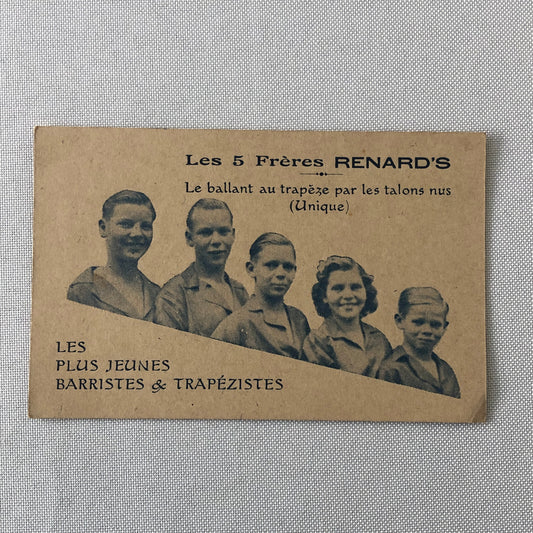 Les 5 Frères RENARD'S
Le ballant au trapèze par les talons nus
(Unique)
LES
PLUS JEUNES
BARRISTES & TRAPÉZISTES